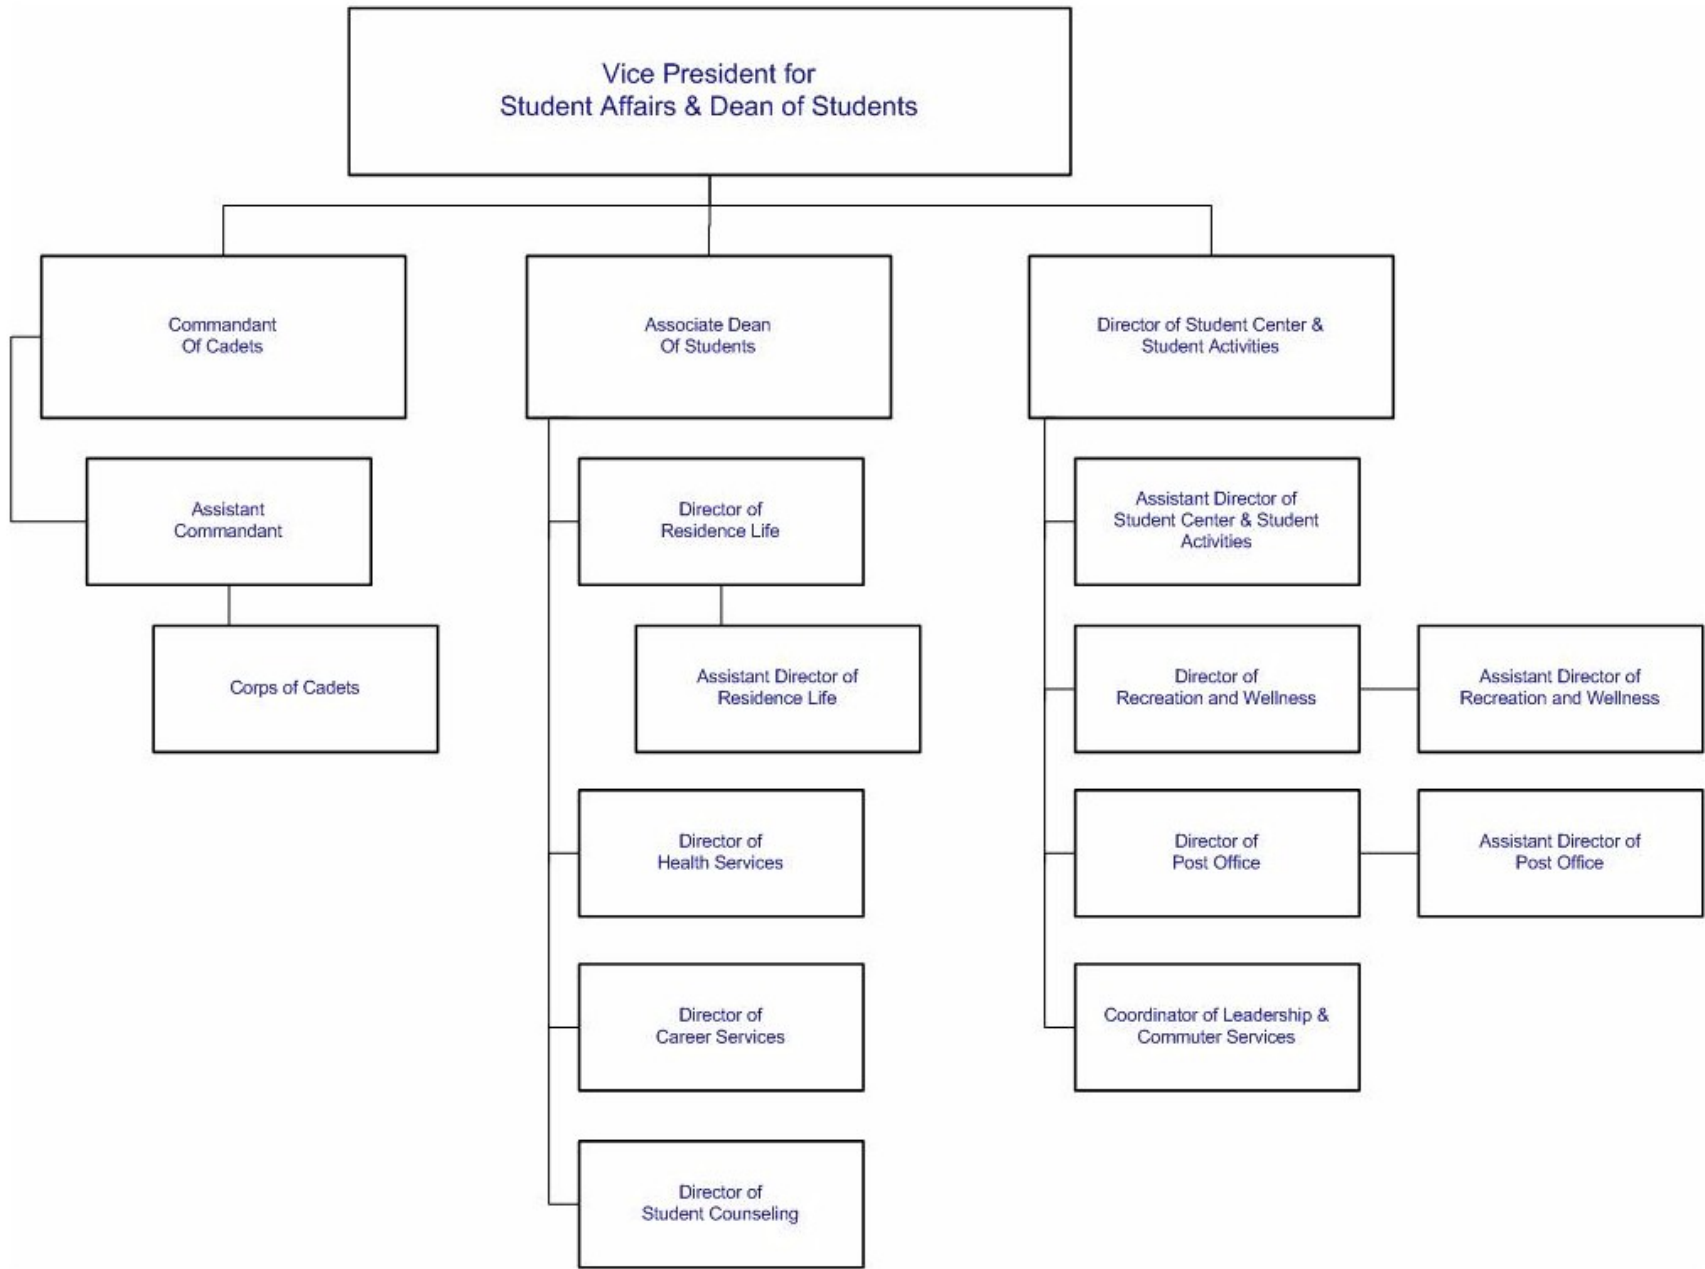 Vice President for
Student Affairs & Dean of Students
Commandant
Of Cadets
Associate Dean
Of Students
Director of Student Center &
Student Activities
Assistant
Commandant
Director of
Residence Life
Assistant Director of
Student Center & Student
Activities
Corps of Cadets
Assistant Director of
Residence Life
Director of
Recreation and Wellness
Assistant Director of
Recreation and Wellness
Director of
Health Services
Director of
Post Office
Assistant Director of
Post Office
Director of
Career Services
Coordinator of Leadership &
Commuter Services
Director of
Student Counseling